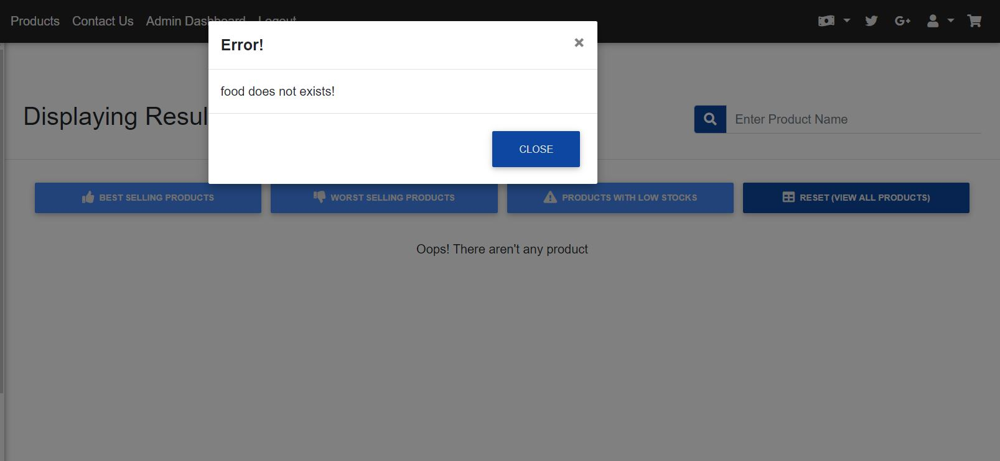 Products Contact Us Admin Dashboard Logout
G+
Error! ×
food does not exists!
Displaying Resul
Enter Product Name
CLOSE
BEST SELLING PRODUCTS WORST SELLING PRODUCTS PRODUCTS WITH LOW STOCKS RESET (VIEW ALL PRODUCTS)
Oops! There aren't any product